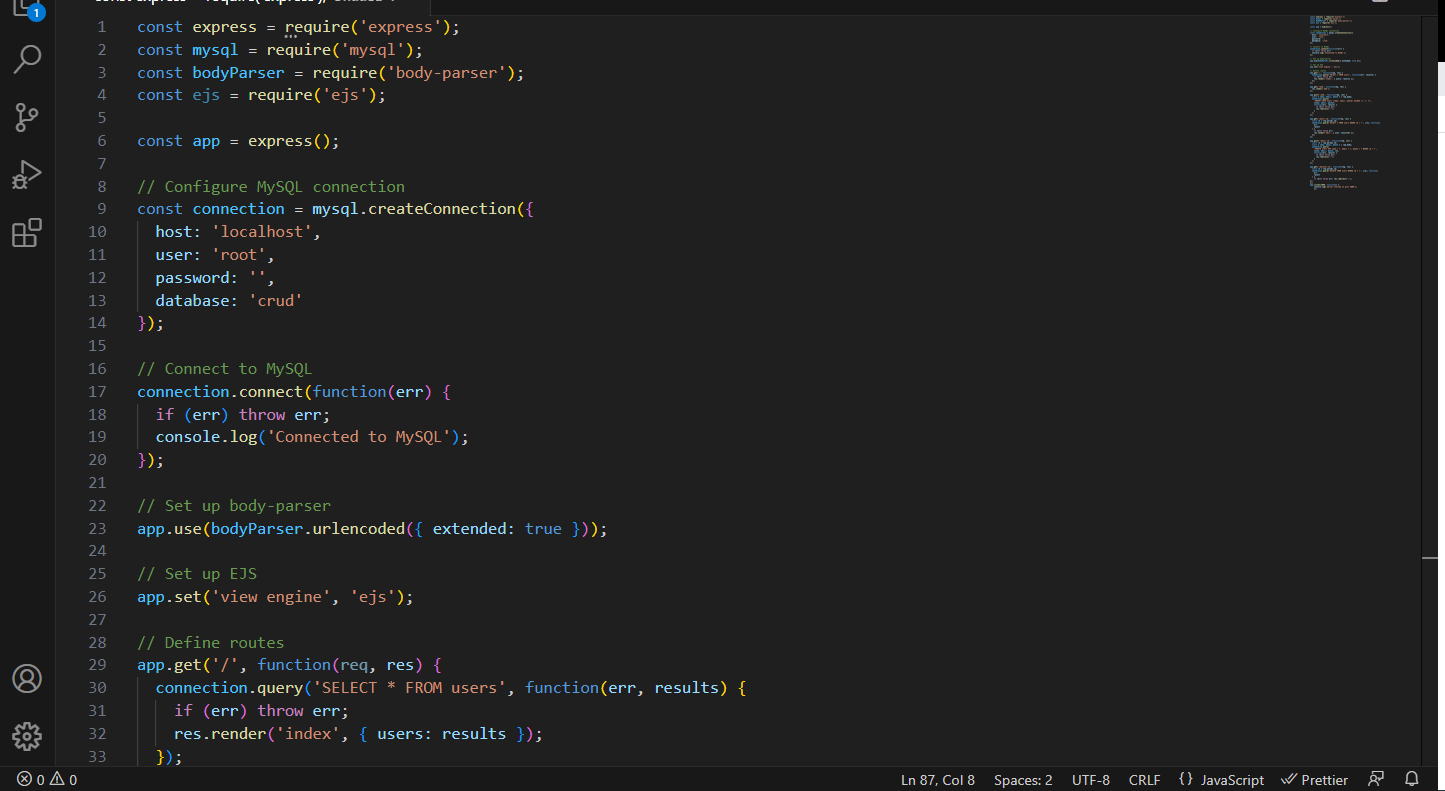 1
1 const express = require('express');
2 const mysql = require('mysql');
3 const bodyParser = require('body-parser');
4 const ejs = require('ejs');
5
6 const app = express();
7
8 // Configure MySQL connection
9 const connection = mysql.createConnection({
10   host: 'localhost',
11   user: 'root',
12   password: '',
13   database: 'crud'
14 });
15
16 // Connect to MySQL
17 connection.connect(function(err) {
18   if (err) throw err;
19   console.log('Connected to MySQL');
20 });
21
22 // Set up body-parser
23 app.use(bodyParser.urlencoded({ extended: true }));
24
25 // Set up EJS
26 app.set('view engine', 'ejs');
27
28 // Define routes
29 app.get('/', function(req, res) {
30   connection.query('SELECT * FROM users', function(err, results) {
31     if (err) throw err;
32     res.render('index', { users: results });
33   });
0 0 Ln 87, Col 8 Spaces: 2 UTF-8 CRLF {} JavaScript Prettier